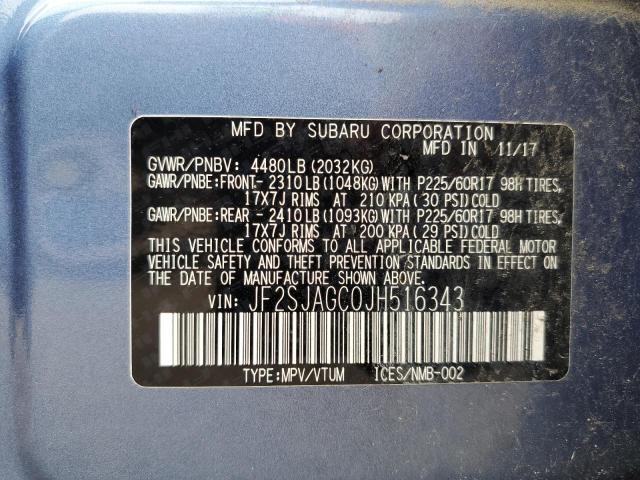 MFD BY SUBARU CORPORATION
MFD IN 11/17
GVWR/PNBV: 4480LB(2032KG)
GAWR/PNBE:FRONT- 2310LB(1048KG)WITH P225/60R17 98H TIRES,
17X7J RIMS AT 210 KPA(30 PSI)COLD
GAWR/PNBE:REAR - 2410LB(1093KG)WITH P225/60R17 98H TIRES,
17X7J RIMS AT 200 KPA(29 PSI)COLD
THIS VEHICLE CONFORMS TO ALL APPLICABLE FEDERAL MOTOR
VEHICLE SAFETY AND THEFT PREVENTION STANDARDS IN EFFECT ON
THE DATE OF MANUFACTURE SHOWN ABOVE.
VIN: JF2SJAGC0JH516343
TYPE:MPV/VTUM ICES/NMB-002